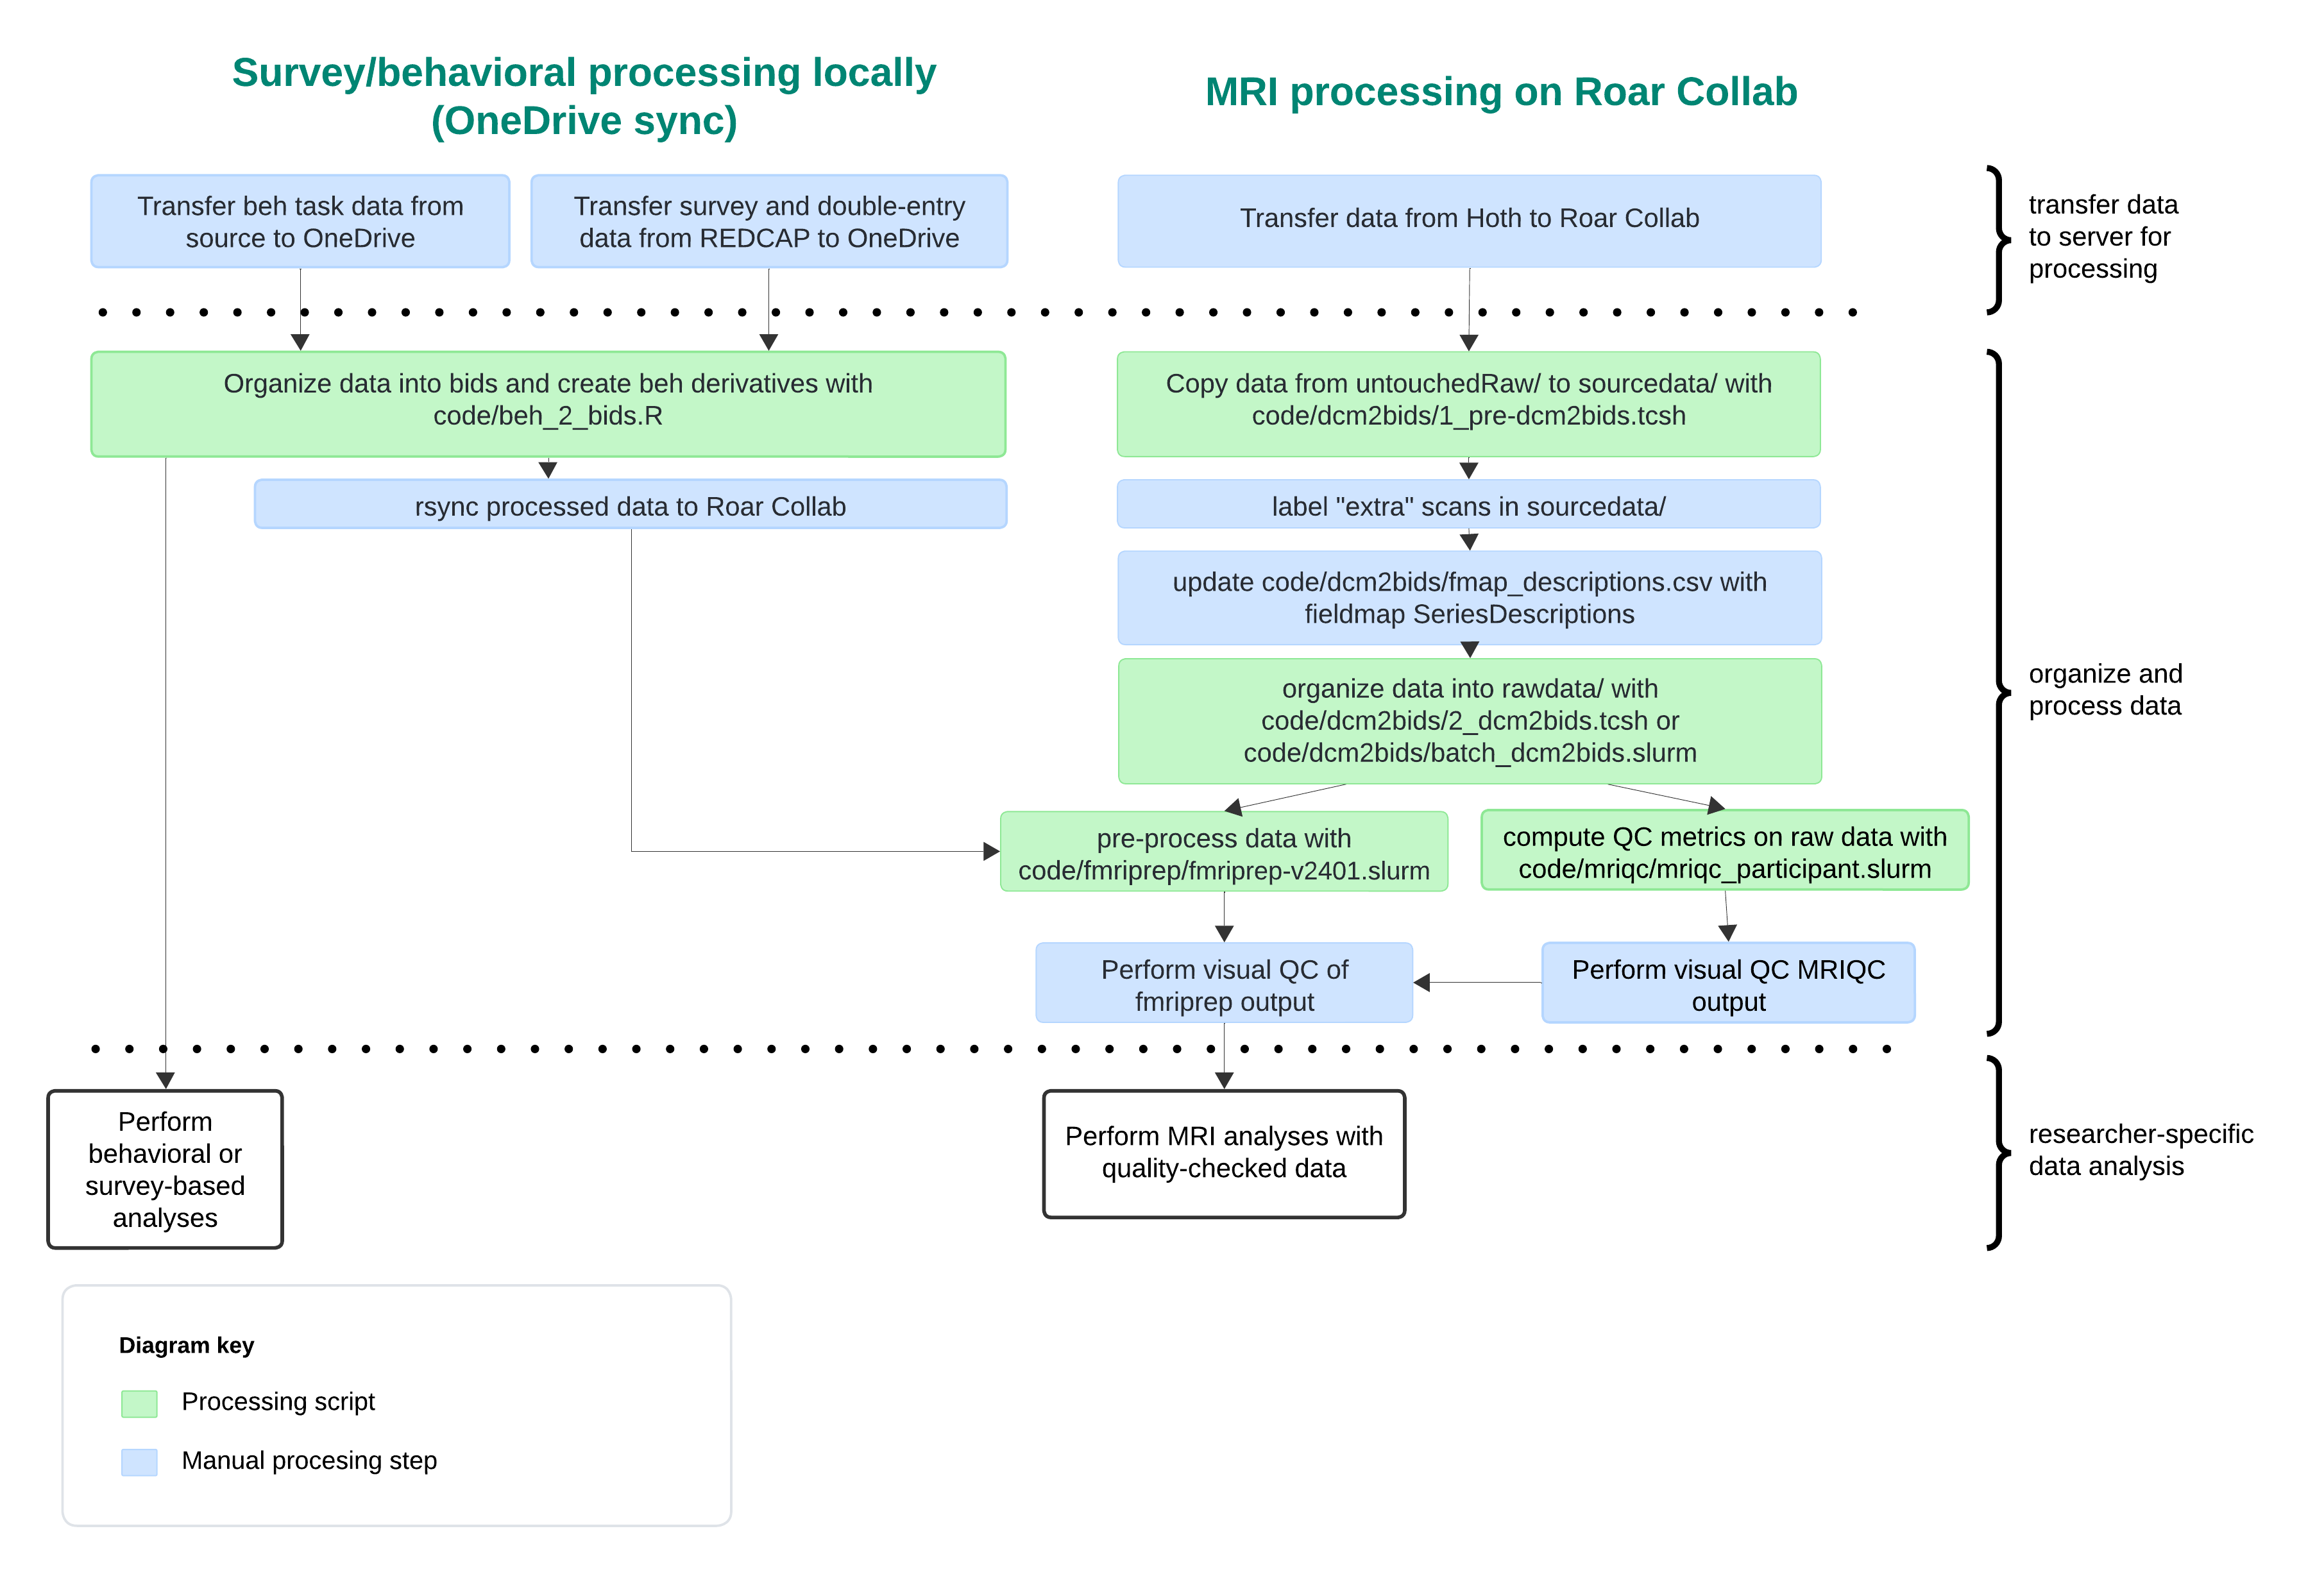 Survey/behavioral processing locally
(OneDrive sync)
MRI processing on Roar Collab
Transfer beh task data from
source to OneDrive
Transfer survey and double-entry
data from REDCAP to OneDrive
Transfer data from Hoth to Roar Collab
transfer data
to server for
processing
Organize data into bids and create beh derivatives with
code/beh_2_bids.R
Copy data from untouchedRaw/ to sourcedata/ with
code/dcm2bids/1_pre-dcm2bids.tcsh
rsync processed data to Roar Collab
label "extra" scans in sourcedata/
update code/dcm2bids/fmap_descriptions.csv with
fieldmap SeriesDescriptions
organize data into rawdata/ with
code/dcm2bids/2_dcm2bids.tcsh or
code/dcm2bids/batch_dcm2bids.slurm
organize and
process data
pre-process data with
code/fmriprep/fmriprep-v2401.slurm
compute QC metrics on raw data with
code/mriqc/mriqc_participant.slurm
Perform visual QC of
fmriprep output
Perform visual QC MRIQC
output
Perform
behavioral or
survey-based
analyses
Perform MRI analyses with
quality-checked data
researcher-specific
data analysis
Diagram key
Processing script
Manual procesing step